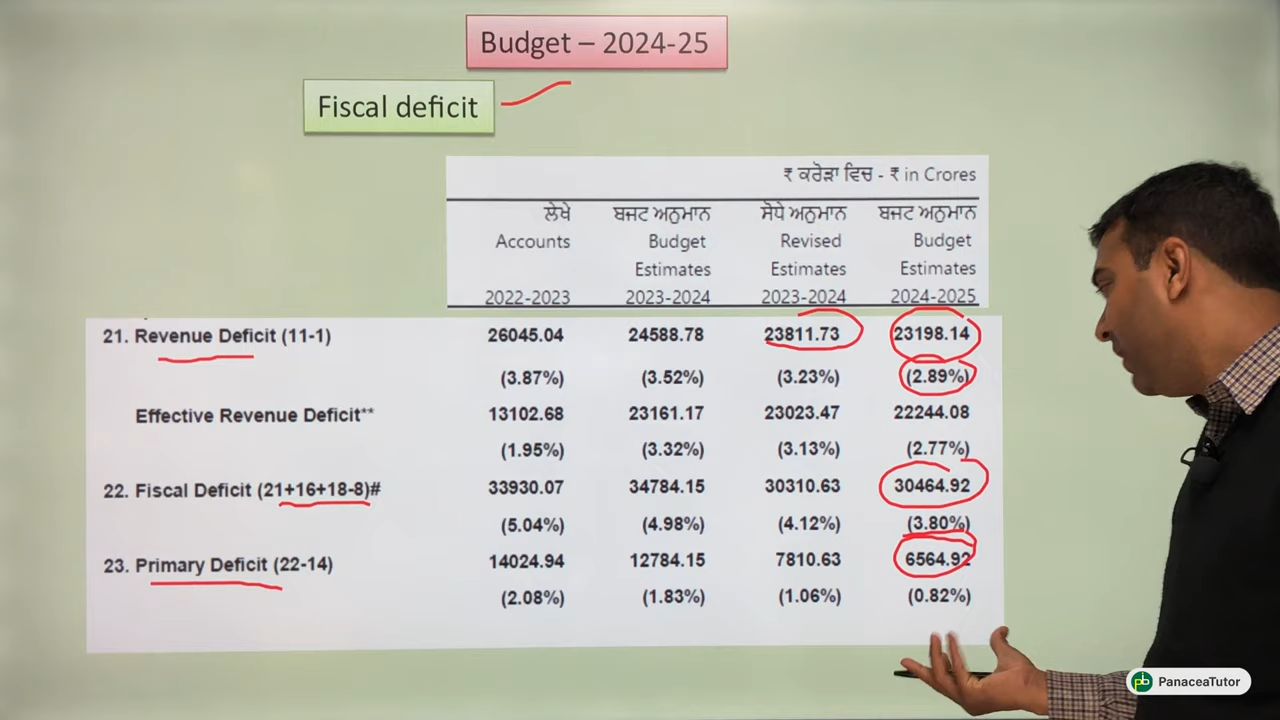 Budget – 2024-25
Fiscal deficit
₹ ਕਰੋੜਾ ਵਿਚ - ₹ in Crores
ਲੇਖੇ ਬਜਟ ਅਨੁਮਾਨ ਸੋਧੇ ਅਨੁਮਾਨ ਬਜਟ ਅਨੁਮਾਨ
Accounts Budget Revised Budget
Estimates Estimates Estimates
2022-2023 2023-2024 2023-2024 2024-2025
21. Revenue Deficit (11-1) 26045.04 24588.78 23811.73 23198.14
(3.87%) (3.52%) (3.23%) (2.89%)
Effective Revenue Deficit** 13102.68 23161.17 23023.47 22244.08
(1.95%) (3.32%) (3.13%) (2.77%)
22. Fiscal Deficit (21+16+18-8)# 33930.07 34784.15 30310.63 30464.92
(5.04%) (4.98%) (4.12%) (3.80%)
23. Primary Deficit (22-14) 14024.94 12784.15 7810.63 6564.92
(2.08%) (1.83%) (1.06%) (0.82%)
pb PanaceaTutor